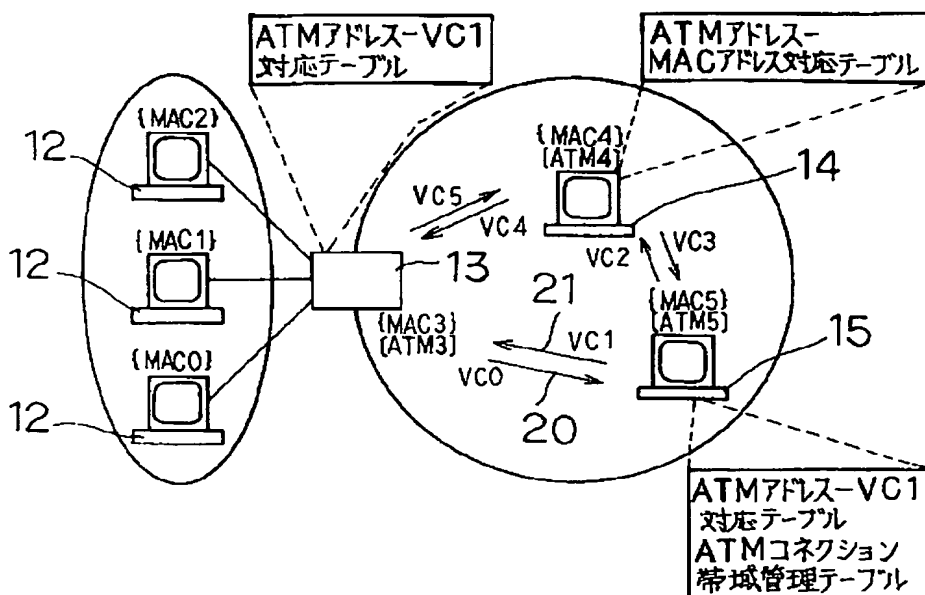 ATMアドレス−VC1
対応テーブル
ATMアドレス−
MACアドレス対応テーブル
{MAC2}
12
{MAC4}
[ATM4]
14
VC5
VC4
{MAC1}
12
13
VC2
VC3
{MAC3}
[ATM3]
21
VC1
{MAC5}
[ATM5]
15
VC0
20
{MAC0}
12
ATMアドレス−VC1
対応テーブル
ATMコネクション
帯域管理テーブル